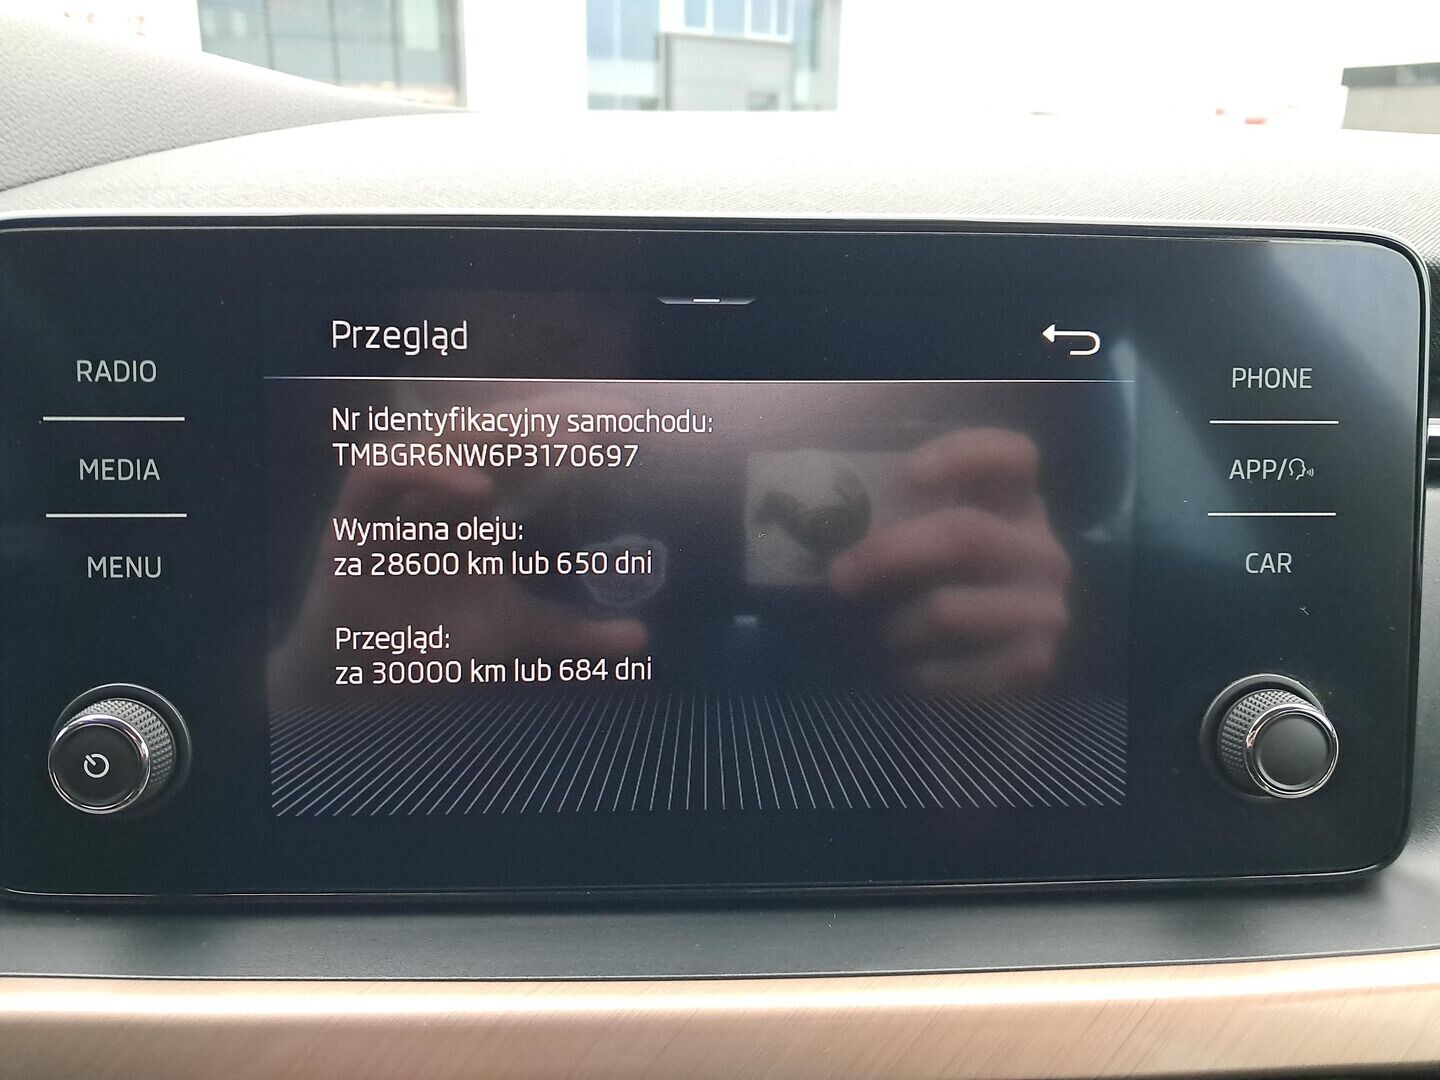 Przegląd
RADIO
MEDIA
MENU
Nr identyfikacyjny samochodu:
TMBGR6NW6P3170697
Wymiana oleju:
za 28600 km lub 650 dni
Przegląd:
za 30000 km lub 684 dni
PHONE
APP/
CAR